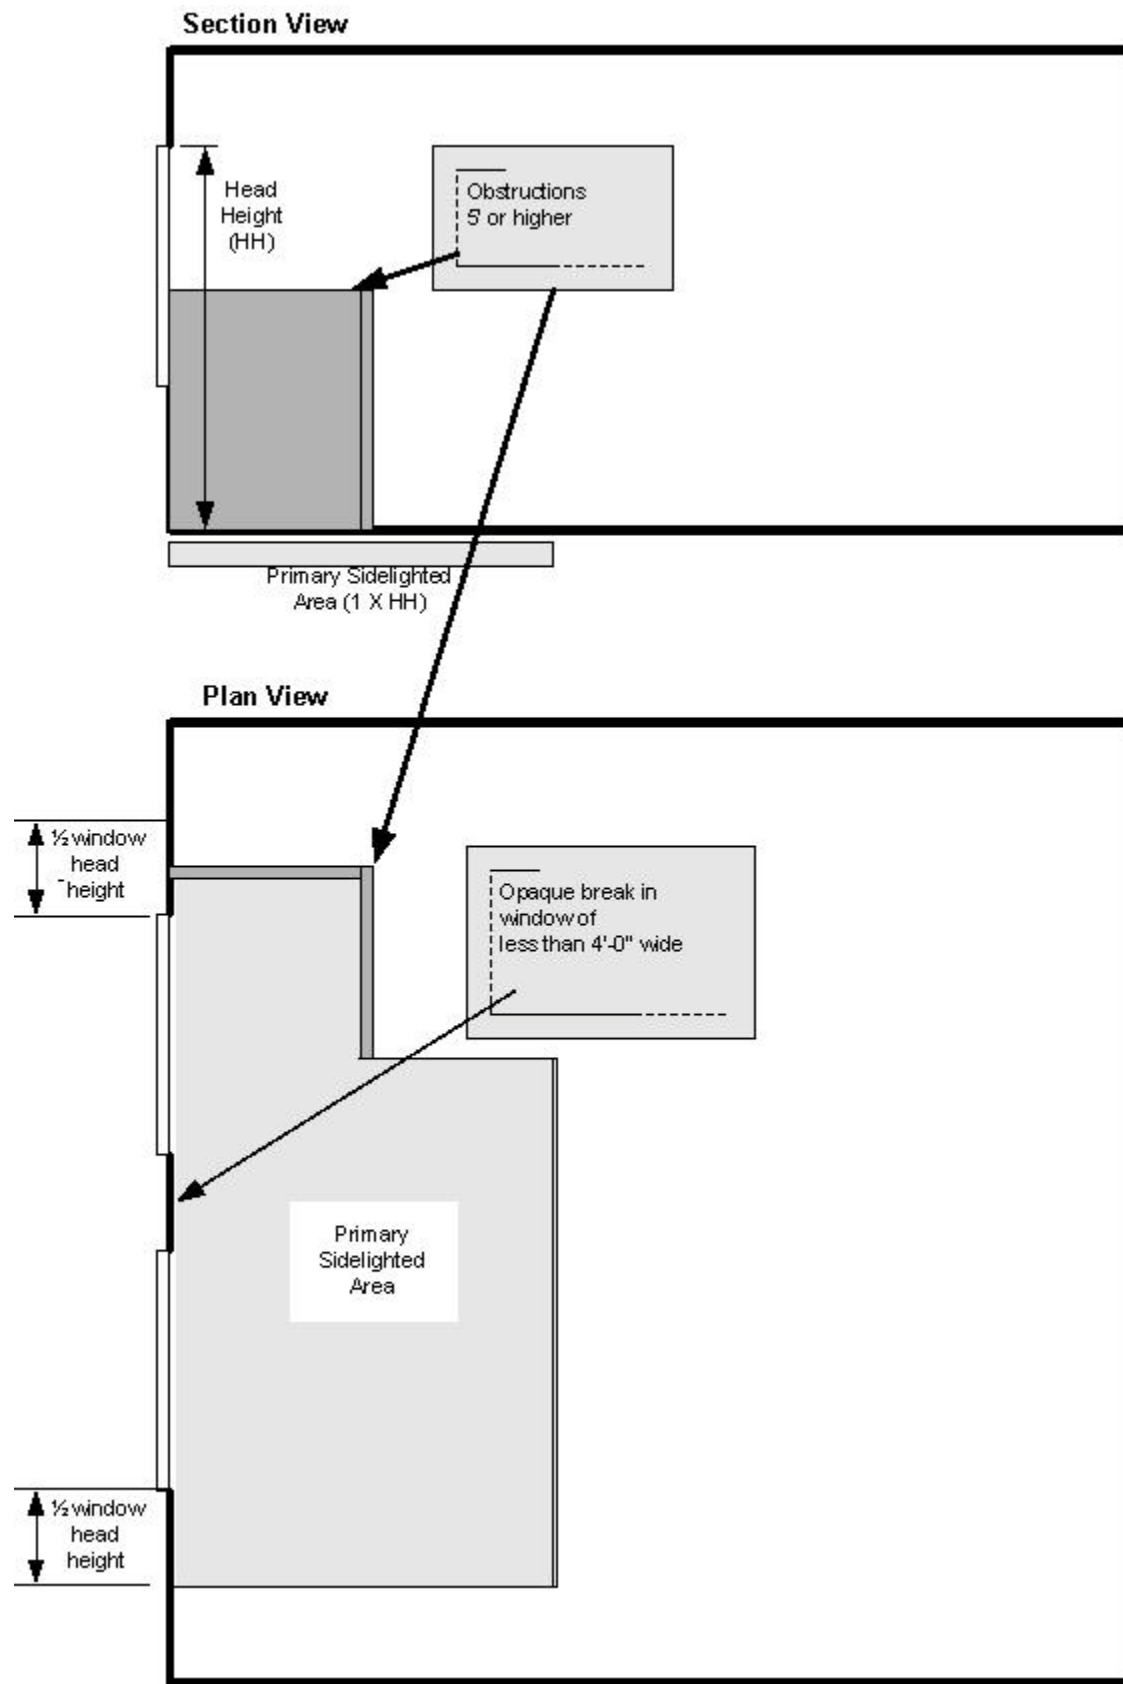 Section View
Head
Height
(HH)
Obstructions
5' or higher
Primary Sidelighted
Area (1 X HH)
Plan View
½ window
head
height
Opaque break in
window of
less than 4'-0" wide
Primary
Sidelighted
Area
½ window
head
height